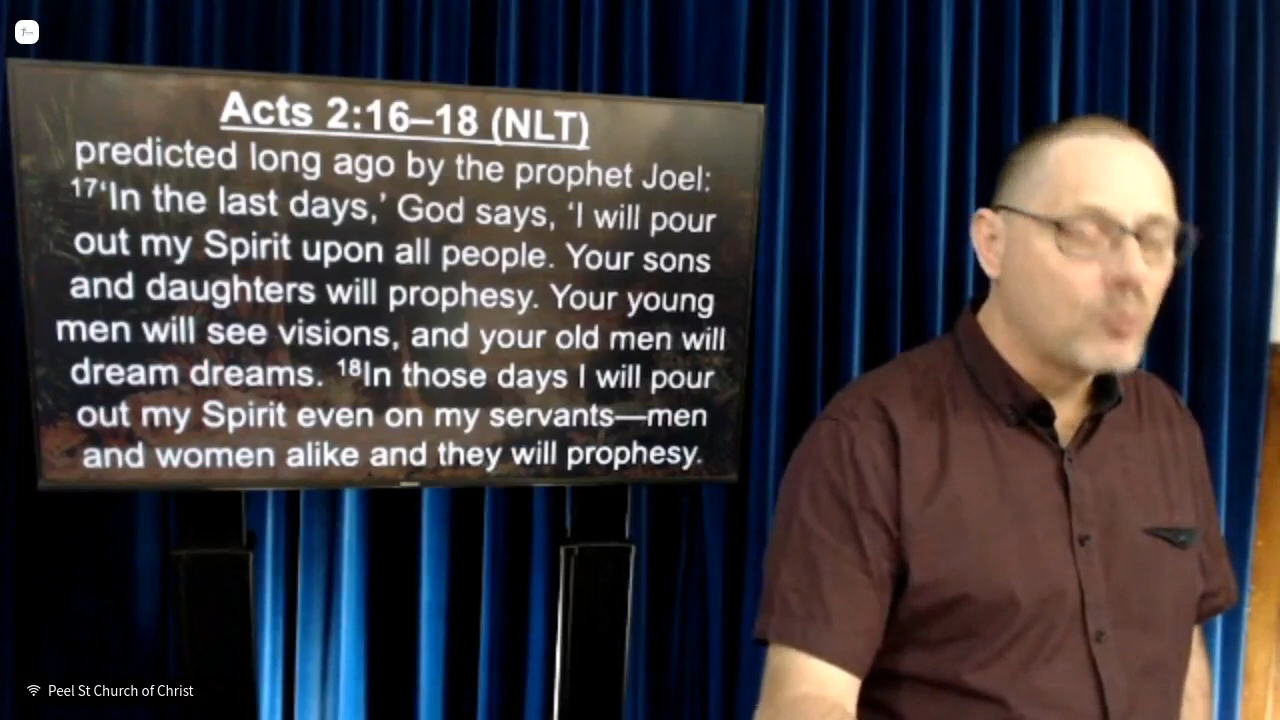 Acts 2:16–18 (NLT)
predicted long ago by the prophet Joel:
17‘In the last days,’ God says, ‘I will pour
out my Spirit upon all people. Your sons
and daughters will prophesy. Your young
men will see visions, and your old men will
dream dreams. 18In those days I will pour
out my Spirit even on my servants—men
and women alike and they will prophesy.
Peel St Church of Christ